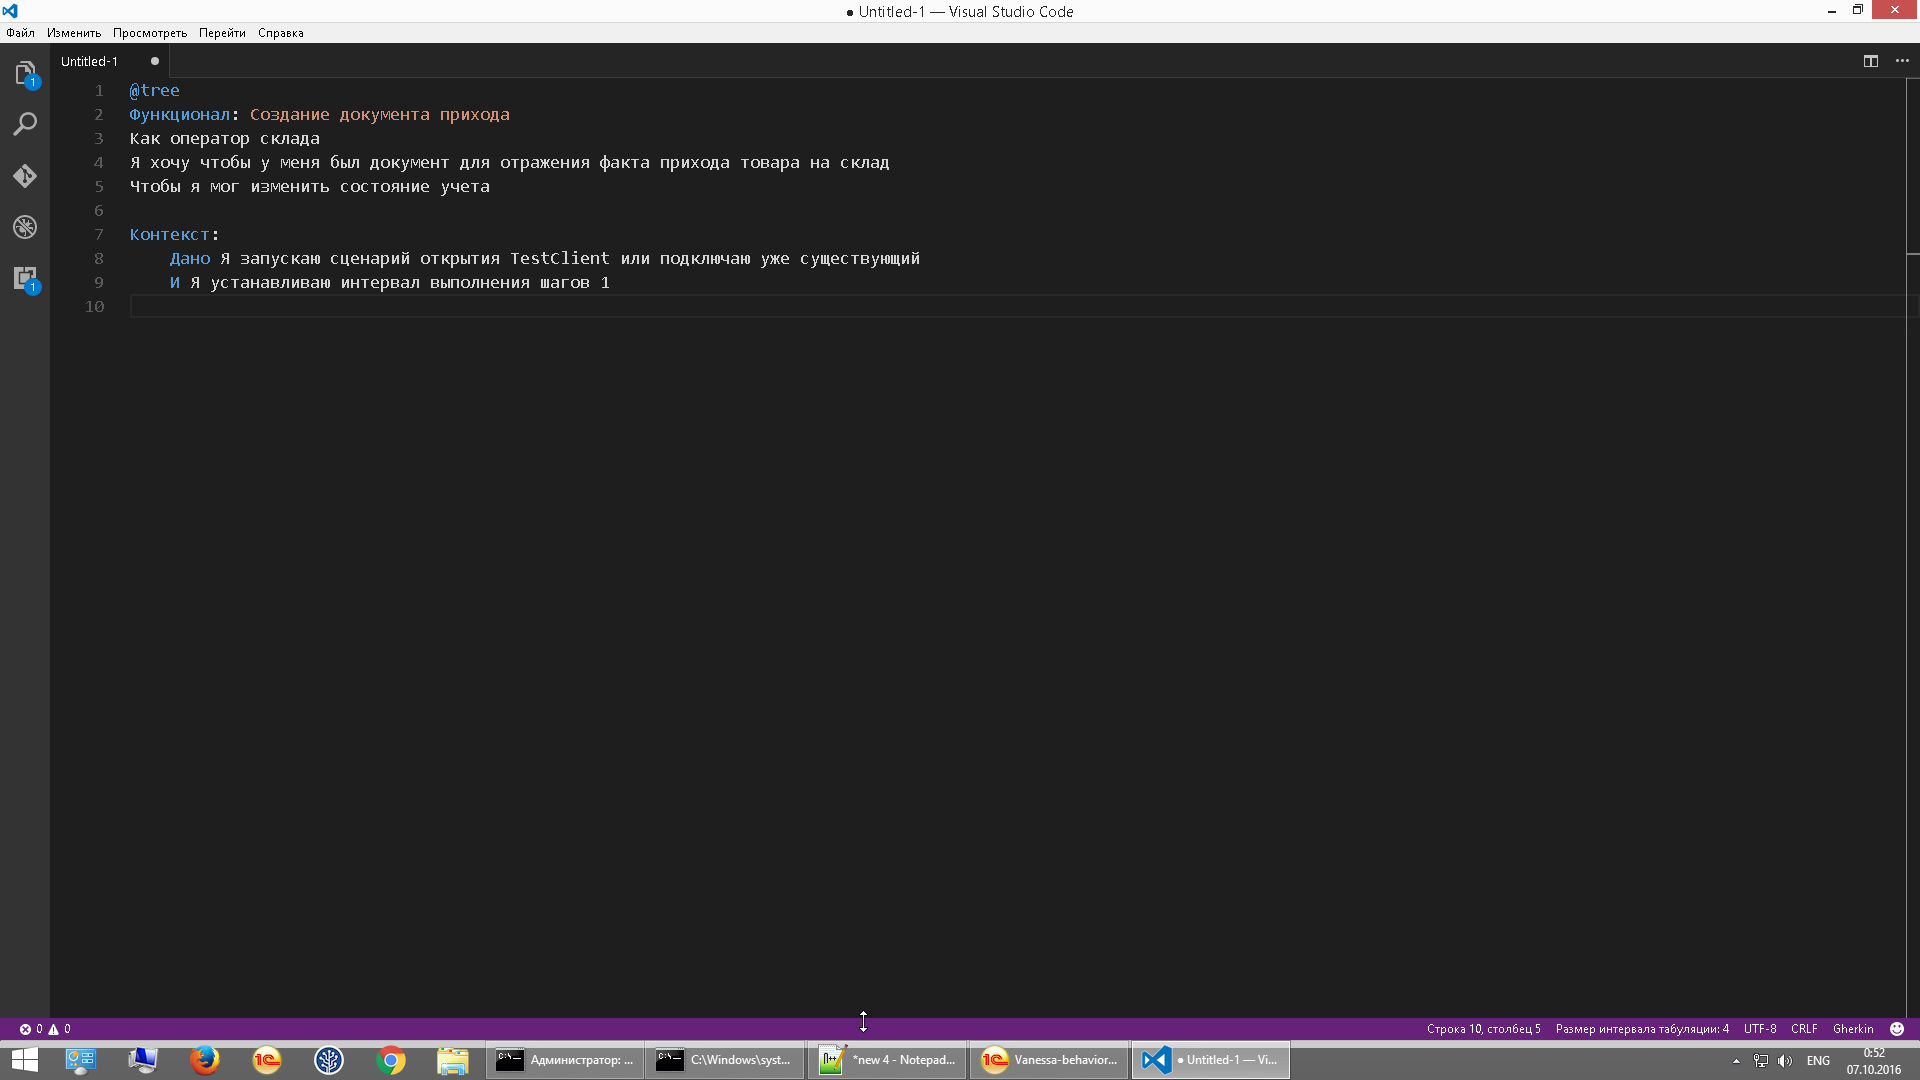 ● Untitled-1 — Visual Studio Code
Файл Изменить Просмотреть Перейти Справка
Untitled-1
1 @tree
2 Функционал: Создание документа прихода
3 Как оператор склада
4 Я хочу чтобы у меня был документ для отражения факта прихода товара на склад
5 Чтобы я мог изменить состояние учета
6
7 Контекст:
8 Дано Я запускаю сценарий открытия TestClient или подключаю уже существующий
9 И Я устанавливаю интервал выполнения шагов 1
10
1
1
0 0
Строка 10, столбец 5 Размер интервала табуляции: 4 UTF-8 CRLF Gherkin
Администратор: ...
C:\Windows\syst...
*new 4 - Notepad...
Vanessa-behavior...
● Untitled-1 — Vi...
ENG
0:52
07.10.2016